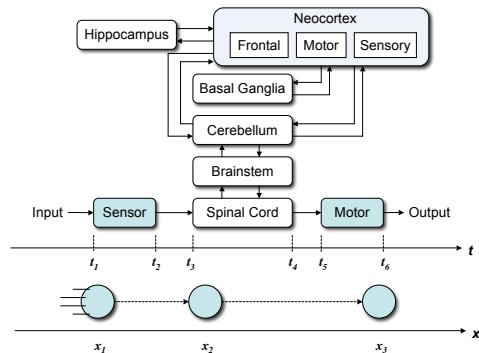 Neocortex
Hippocampus
Frontal Motor Sensory
Basal Ganglia
Cerebellum
Brainstem
Input Sensor Spinal Cord Motor Output
t
t1 t2 t3 t4 t5 t6
x
x1 x2 x3